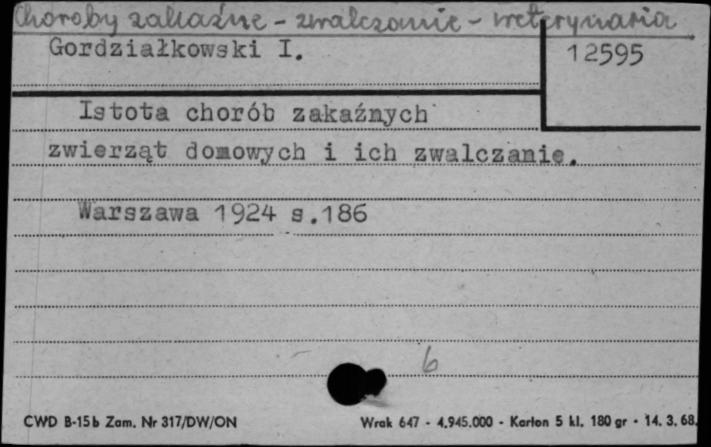 Choroby zakaźne - zwalczanie - weterynaria
Gordziałkowski I.
12595
Istota chorób zakaźnych
zwierząt domowych i ich zwalczanie.
Warszawa 1924 s.186
6
CWD B-15b Zam. Nr 317/DW/ON
Wrak 647 - 4.945.000 - Karton 5 kl. 180 gr - 14. 3. 68.